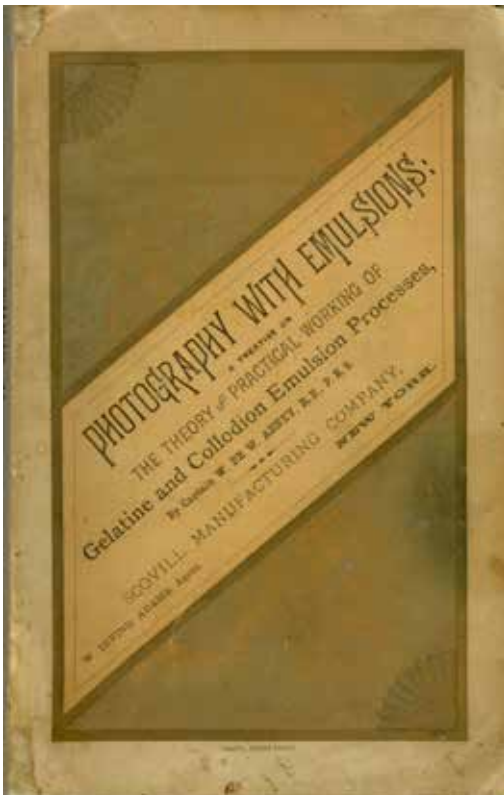 PHOTOGRAPHY WITH EMULSIONS:
A TREATISE ON
THE THEORY AND PRACTICAL WORKING OF
Gelatine and Collodion Emulsion Processes,
By Captain W. DE W. ABNEY, R.E., F.R.S.
SCOVILL MANUFACTURING COMPANY,
NEW YORK.
W. IRVING ADAMS, Agent.